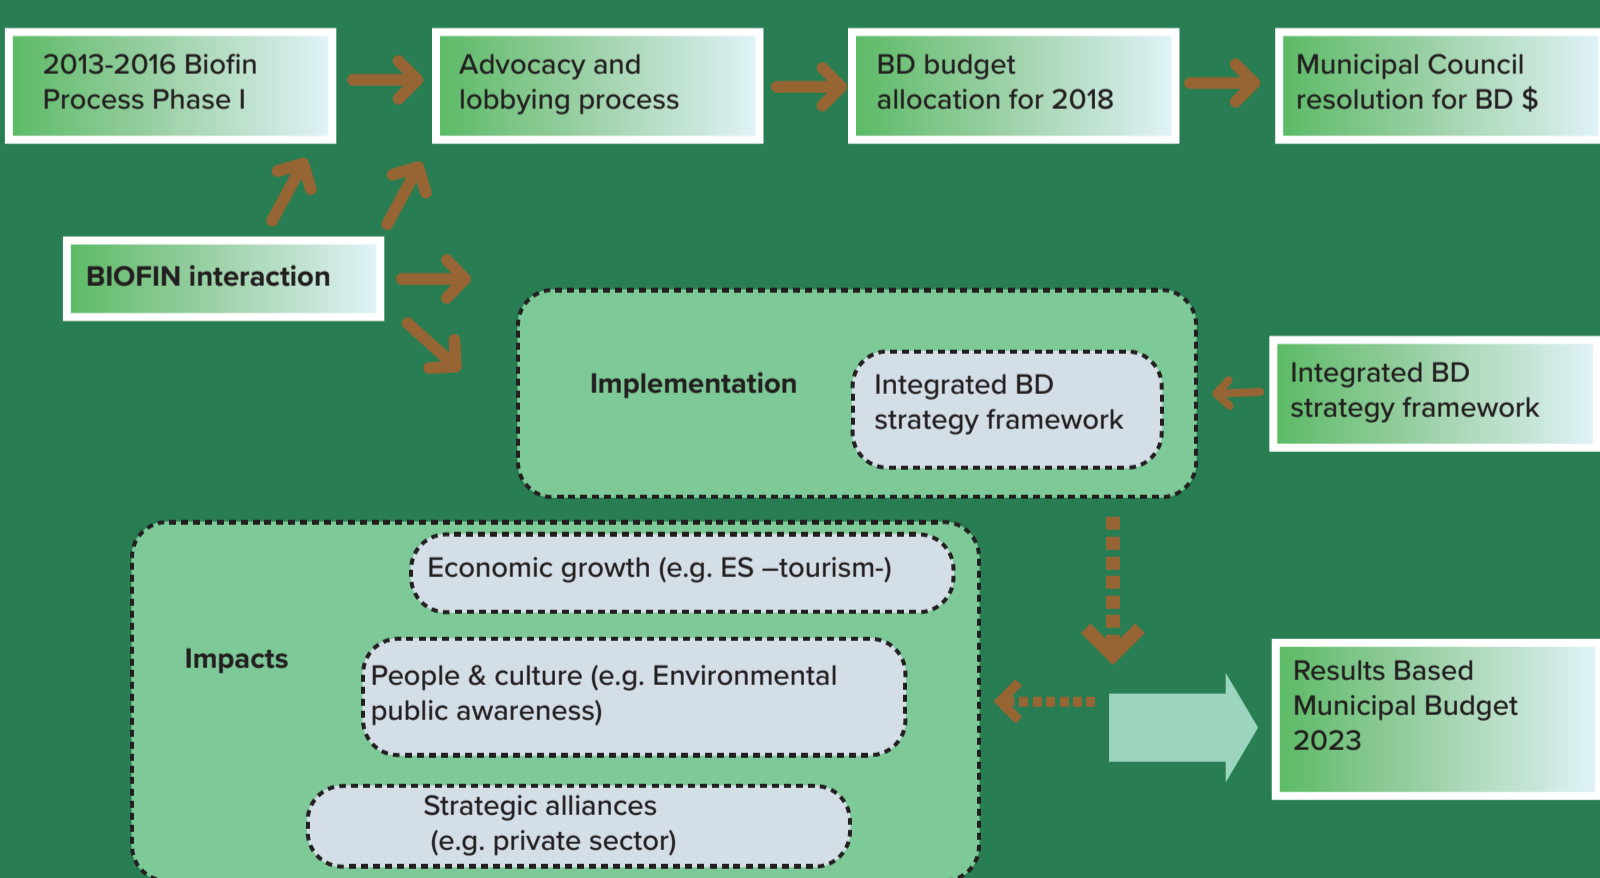 2013-2016 Biofin
Process Phase I
Advocacy and
lobbying process
BD budget
allocation for 2018
Municipal Council
resolution for BD $
BIOFIN interaction
Implementation
Integrated BD
strategy framework
Integrated BD
strategy framework
Economic growth (e.g. ES –tourism-)
Impacts
People & culture (e.g. Environmental
public awareness)
Results Based
Municipal Budget
2023
Strategic alliances
(e.g. private sector)